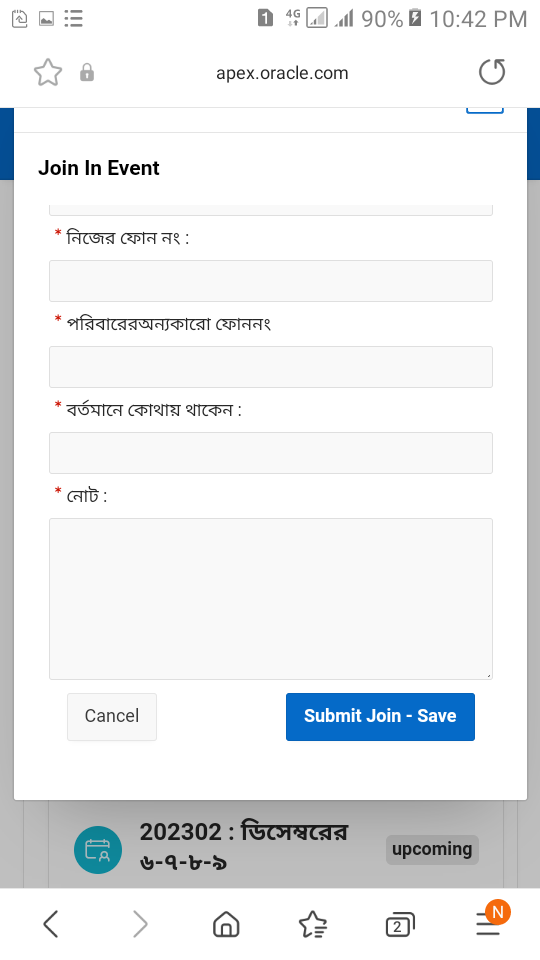 1 4G 90% 10:42 PM
apex.oracle.com
Join In Event
* নিজের ফোন নং :
* পরিবারেরঅন্যকারো ফোননং
* বর্তমানে কোথায় থাকেন :
* নোট :
Cancel
Submit Join - Save
202302 : ডিসেম্বরের
৬-৭-৮-৯
upcoming
2
N